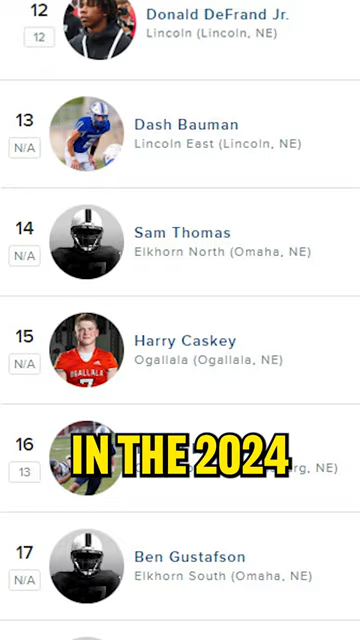 12
12
Donald DeFrand Jr.
Lincoln (Lincoln, NE)
13
N/A
Dash Bauman
Lincoln East (Lincoln, NE)
14
N/A
Sam Thomas
Elkhorn North (Omaha, NE)
15
N/A
Harry Caskey
Ogallala (Ogallala, NE)
OGALLALA
7
16
13
IN THE 2024
NE)
17
N/A
Ben Gustafson
Elkhorn South (Omaha, NE)